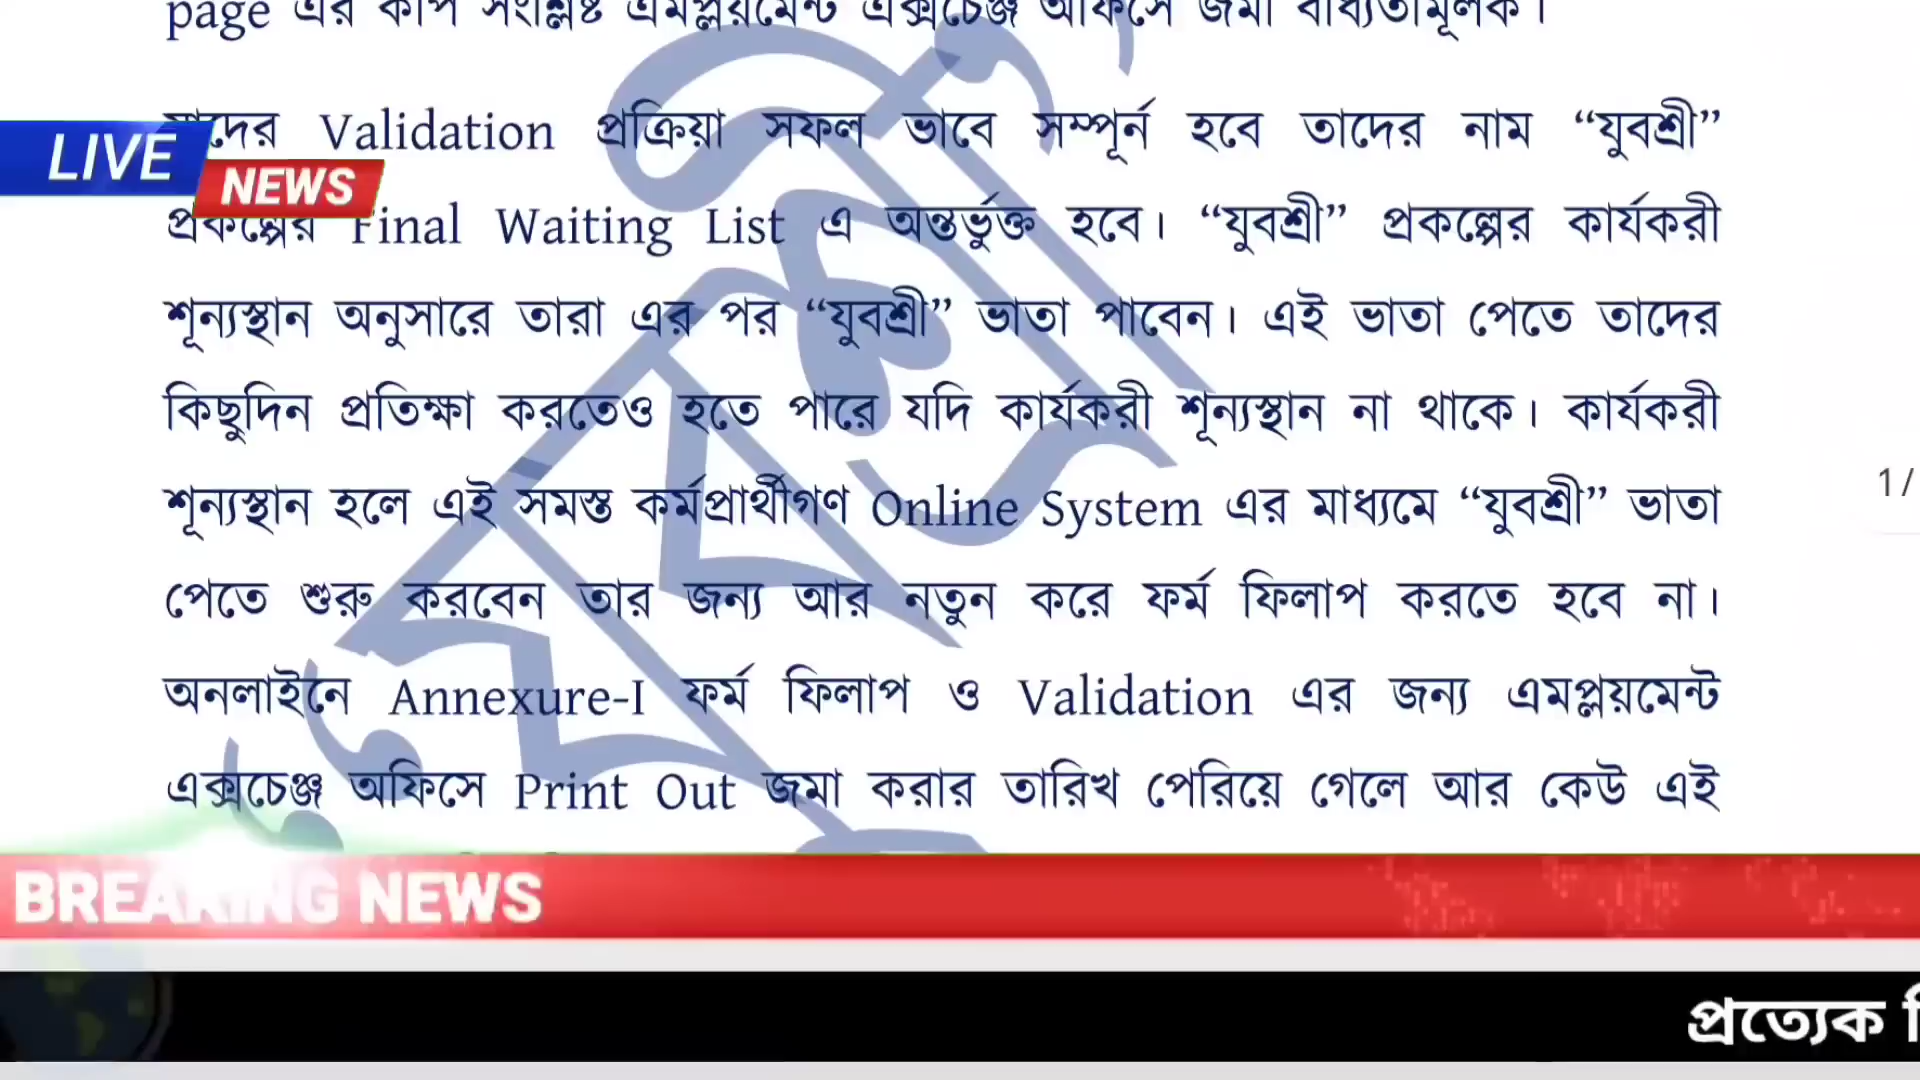 page এর কপি সংশ্লিষ্ট এমপ্লয়মেন্ট এক্সচেঞ্জ অফিসে জমা বাধ্যতামূলক।
যাদের Validation প্রক্রিয়া সফল ভাবে সম্পূর্ন হবে তাদের নাম “যুবশ্রী”
LIVE
NEWS
প্রকল্পের Final Waiting List এ অন্তর্ভুক্ত হবে। “যুবশ্রী” প্রকল্পের কার্যকরী
শূন্যস্থান অনুসারে তারা এর পর “যুবশ্রী” ভাতা পাবেন। এই ভাতা পেতে তাদের
কিছুদিন প্রতিক্ষা করতেও হতে পারে যদি কার্যকরী শূন্যস্থান না থাকে। কার্যকরী
শূন্যস্থান হলে এই সমস্ত কর্মপ্রার্থীগণ Online System এর মাধ্যমে “যুবশ্রী” ভাতা
1/
পেতে শুরু করবেন তার জন্য আর নতুন করে ফর্ম ফিলাপ করতে হবে না।
অনলাইনে Annexure-I ফর্ম ফিলাপ ও Validation এর জন্য এমপ্লয়মেন্ট
এক্সচেঞ্জ অফিসে Print Out জমা করার তারিখ পেরিয়ে গেলে আর কেউ এই
যুবশ্রী
BREAKING NEWS
প্রত্যেক